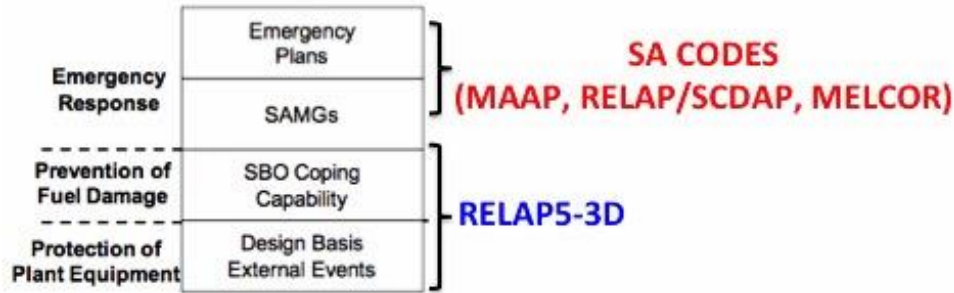 Emergency
Plans
SA CODES
(MAAP, RELAP/SCDAP, MELCOR)
Emergency
Response
SAMGs
Prevention of
Fuel Damage
SBO Coping
Capability
RELAP5-3D
Protection of
Plant Equipment
Design Basis
External Events